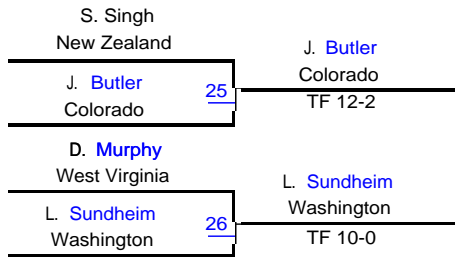 S. Singh
New Zealand
J. Butler
Colorado
25
J. Butler
Colorado
TF 12-2
D. Murphy
West Virginia
L. Sundheim
Washington
26
L. Sundheim
Washington
TF 10-0